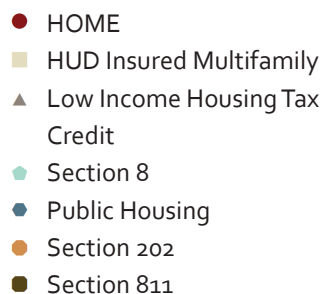 HOME
HUD Insured Multifamily
Low Income Housing Tax
Credit
Section 8
Public Housing
Section 202
Section 811